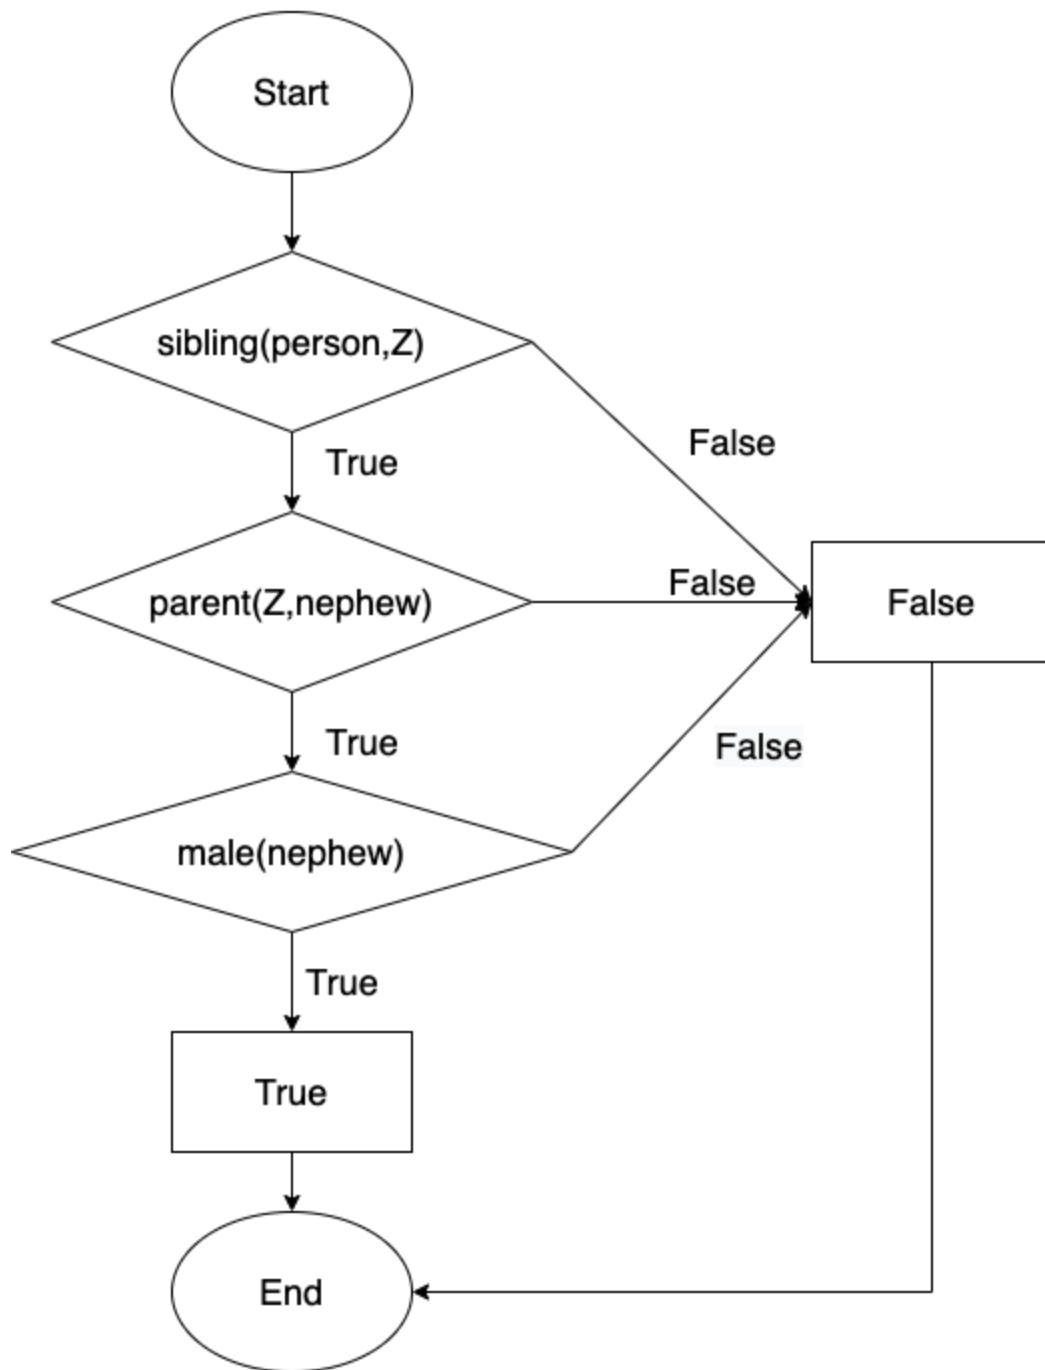 Start
sibling(person,Z)
False
True
parent(Z,nephew)
False
False
True
False
male(nephew)
True
True
End